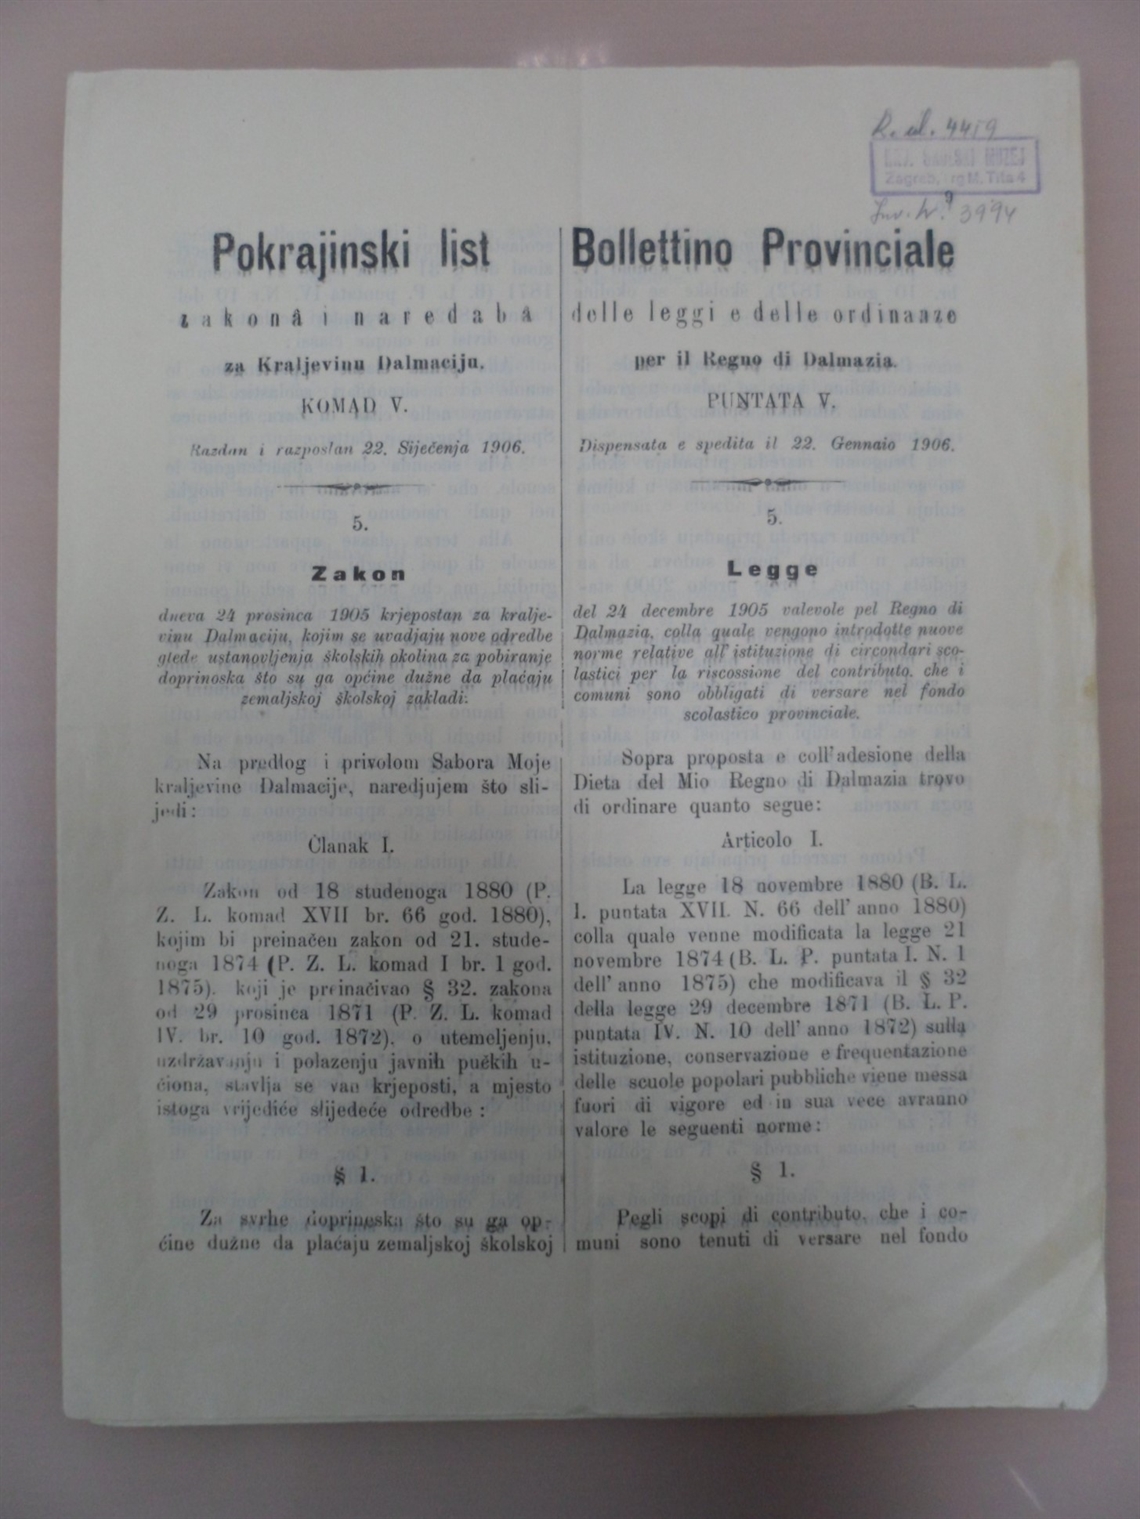 R. ul. 4419
Zagreb, Trg M. Tita 4
Inv. br. 3994
9
Pokrajinski list
zakonâ i naredabâ
za Kraljevinu Dalmaciju.
KOMAD V.
Razdan i razposlan 22. Siječenja 1906.
5.
Zakon
dneva 24 prosinca 1905 krjepostan za kralje-
vinu Dalmaciju, kojim se uvadjaju nove odredbe
glede ustanovljenja školskih okolina za pobiranje
doprinoska što su ga općine dužne da plaćaju
zemaljskoj školskoj zakladi:
Na predlog i privolom Sabora Moje
kraljevine Dalmacije, naredjujem što sli-
jedi:
Članak I.
Zakon od 18 studenoga 1880 (P.
Z. L. komad XVII br. 66 god. 1880),
kojim bi preinačen zakon od 21. stude-
noga 1874 (P. Z. L. komad I br. 1 god.
1875), koji je preinačivao § 32. zakona
od 29 prosinca 1871 (P. Z. L. komad
IV. br. 10 god. 1872), o utemeljenju,
uzdržavanju i polazenju javnih pučkih u-
čiona, stavlja se van krjeposti, a mjesto
istoga vrijediće slijedeće odredbe :
§ 1.
Za svrhe doprinoska što su ga op-
ćine dužne da plaćaju zemaljskoj školskoj
Bollettino Provinciale
delle leggi e delle ordinanze
per il Regno di Dalmazia.
PUNTATA V.
Dispensata e spedita il 22. Gennaio 1906.
5.
Legge
del 24 decembre 1905 valevole pel Regno di
Dalmazia, colla quale vengono introdotte nuove
norme relative all' istituzione di circondari sco-
lastici per la riscossione del contributo. che i
comuni sono obbligati di versare nel fondo
scolastico provinciale.
Sopra proposta e coll'adesione della
Dieta del Mio Regno di Dalmazia trovo
di ordinare quanto segue:
Articolo I.
La legge 18 novembre 1880 (B. L.
I. puntata XVII. N. 66 dell' anno 1880)
colla quale venne modificata la legge 21
novembre 1874 (B. L. P. puntata I. N. 1
dell' anno 1875) che modificava il § 32
della legge 29 decembre 1871 (B. L. P.
puntata IV. N. 10 dell' anno 1872) sulla
istituzione, conservazione e frequentazione
delle scuole popolari pubbliche viene messa
fuori di vigore ed in sua vece avranno
valore le seguenti norme:
§ 1.
Pegli scopi di contributo, che i co-
muni sono tenuti di versare nel fondo